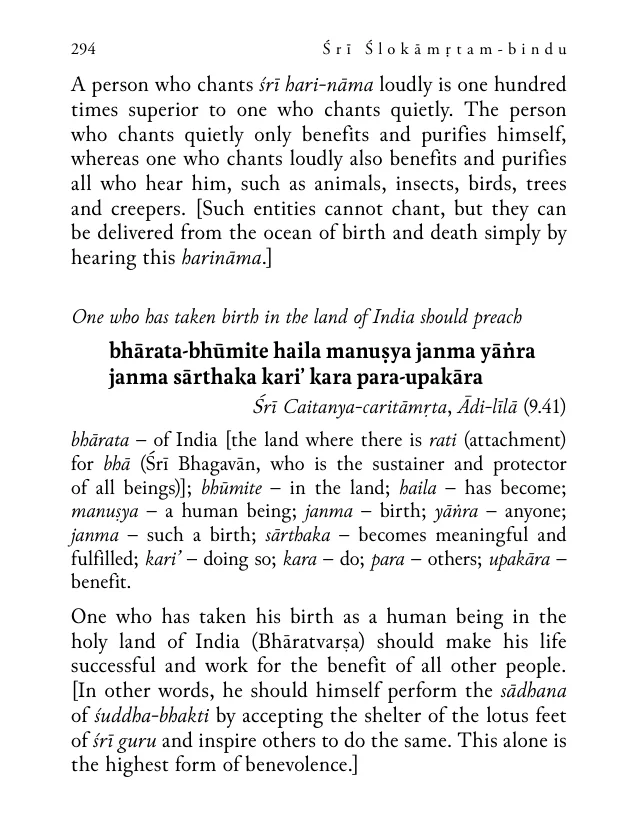 294 Śrī Ślokāmṛtam-bindu
A person who chants śrī hari-nāma loudly is one hundred
times superior to one who chants quietly. The person
who chants quietly only benefits and purifies himself,
whereas one who chants loudly also benefits and purifies
all who hear him, such as animals, insects, birds, trees
and creepers. [Such entities cannot chant, but they can
be delivered from the ocean of birth and death simply by
hearing this harināma.]
One who has taken birth in the land of India should preach
bhārata-bhūmite haila manuṣya janma yāṅra
janma sārthaka kari’ kara para-upakāra
Śrī Caitanya-caritāmṛta, Ādi-līlā (9.41)
bhārata – of India [the land where there is rati (attachment)
for bhā (Śrī Bhagavān, who is the sustainer and protector
of all beings)]; bhūmite – in the land; haila – has become;
manuṣya – a human being; janma – birth; yāṅra – anyone;
janma – such a birth; sārthaka – becomes meaningful and
fulfilled; kari’ – doing so; kara – do; para – others; upakāra –
benefit.
One who has taken his birth as a human being in the
holy land of India (Bhāratvarṣa) should make his life
successful and work for the benefit of all other people.
[In other words, he should himself perform the sādhana
of śuddha-bhakti by accepting the shelter of the lotus feet
of śrī guru and inspire others to do the same. This alone is
the highest form of benevolence.]